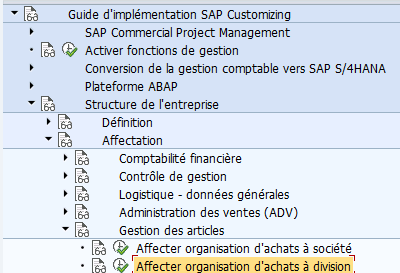 Guide d'implémentation SAP Customizing
SAP Commercial Project Management
Activer fonctions de gestion
Conversion de la gestion comptable vers SAP S/4HANA
Plateforme ABAP
Structure de l'entreprise
Définition
Affectation
Comptabilité financière
Contrôle de gestion
Logistique - données générales
Administration des ventes (ADV)
Gestion des articles
Affecter organisation d'achats à société
Affecter organisation d'achats à division